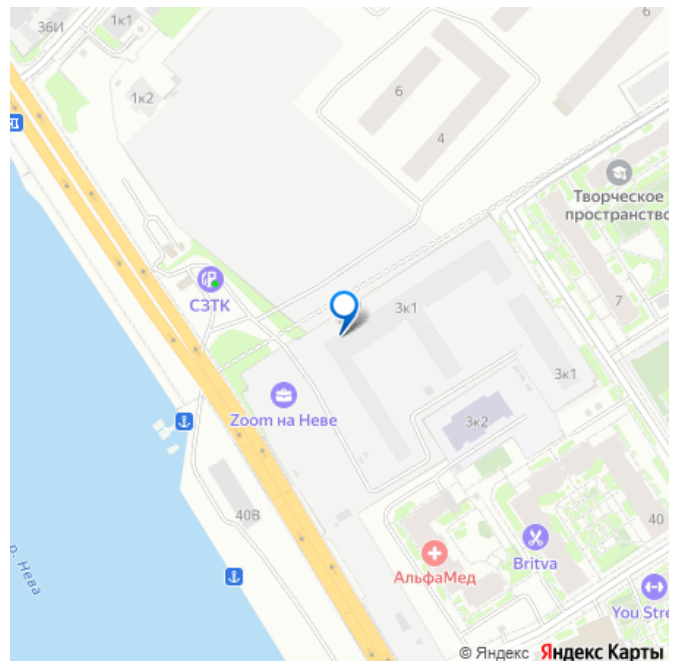 36И
1к1
6
1к2
6
4
Творческое
пространство
СЗТК
7
3к1
3к1
Zoom на Неве
3к2
40В
40
р. Нева
АльфаМед
Britva
You Stre
© Яндекс Яндекс Карты